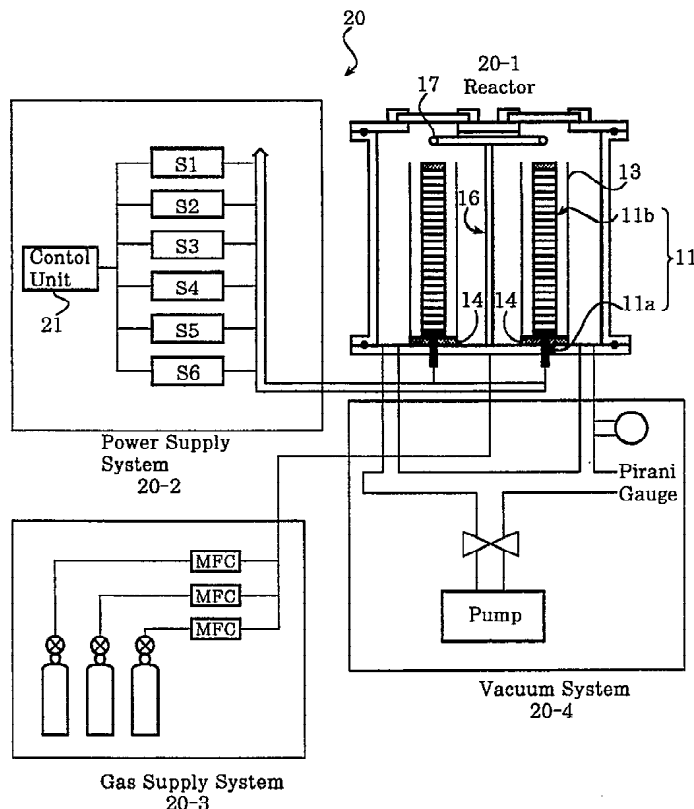 20
20-1
Reactor
17
S1
S2
S3
S4
S5
S6
Contol
Unit
21
16
13
11b
11
14
14
11a
Power Supply
System
20-2
Pirani
Gauge
Pump
Vacuum System
20-4
MFC
MFC
MFC
Gas Supply System
20-3